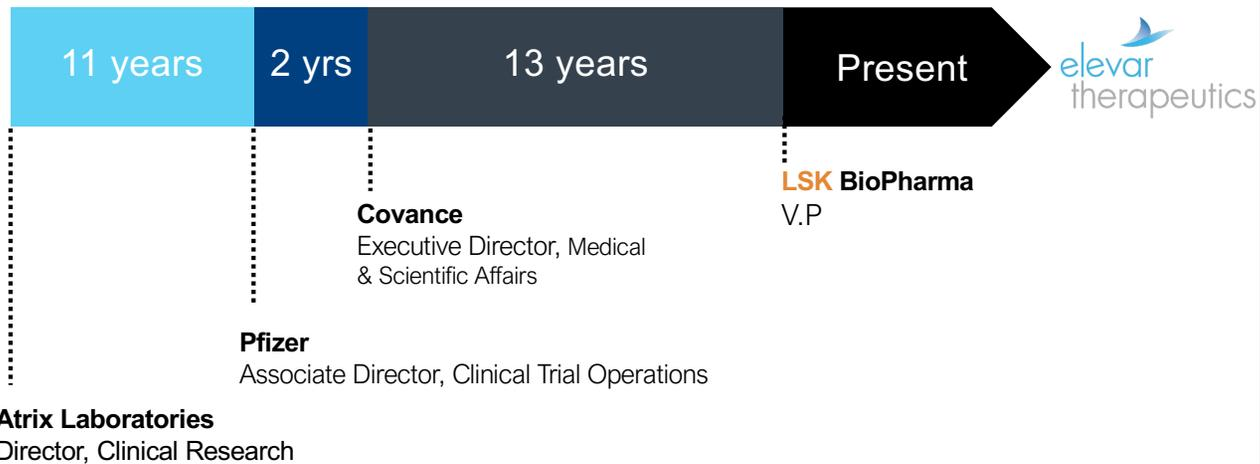 11 years
2 yrs
13 years
Present
elevar
therapeutics
LSK BioPharma
V.P
Covance
Executive Director, Medical
& Scientific Affairs
Pfizer
Associate Director, Clinical Trial Operations
Atrix Laboratories
Director, Clinical Research